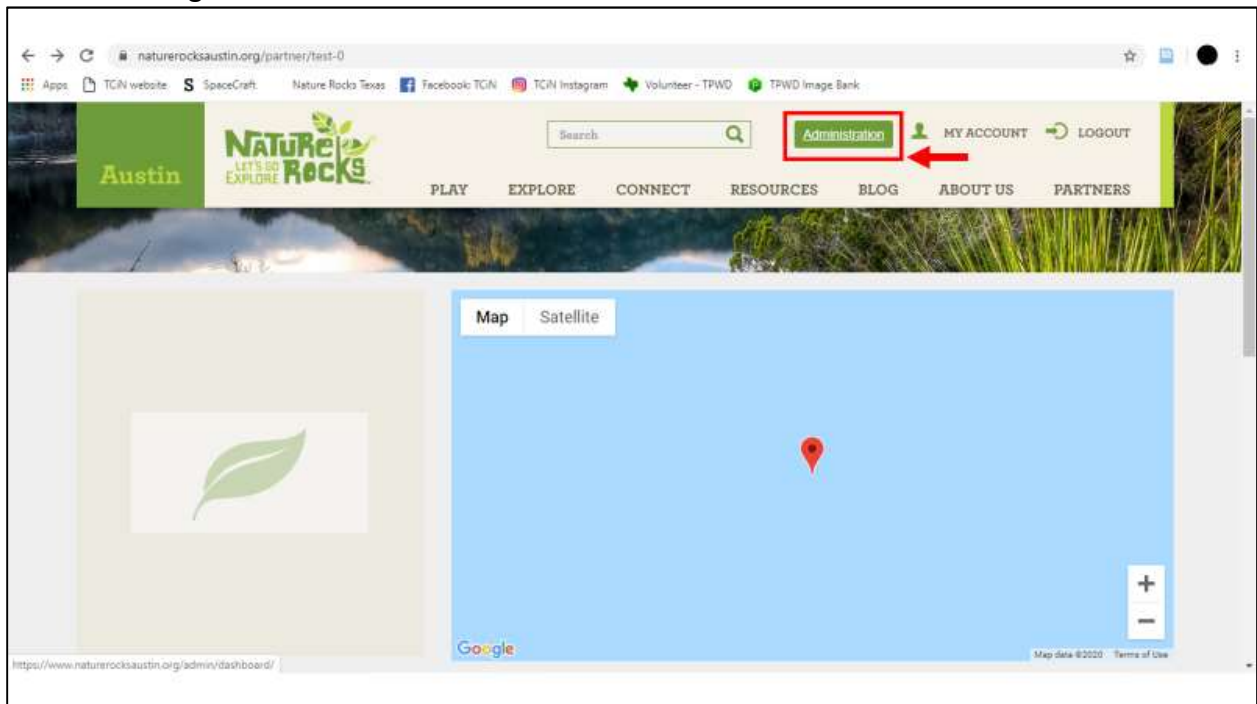 naturerocksaustin.org/partner/test-0
Apps TCiN website S SpaceCraft Nature Rocks Texas Facebook: TCiN TCiN Instagram Volunteer - TPWD TPWD Image Bank
Search Administration MY ACCOUNT LOGOUT
Austin NATURE ROCKS LET'S GO EXPLORE
PLAY EXPLORE CONNECT RESOURCES BLOG ABOUT US PARTNERS
Map Satellite
+
−
Google Map data ©2020 Terms of Use
https://www.naturerocksaustin.org/admin/dashboard/